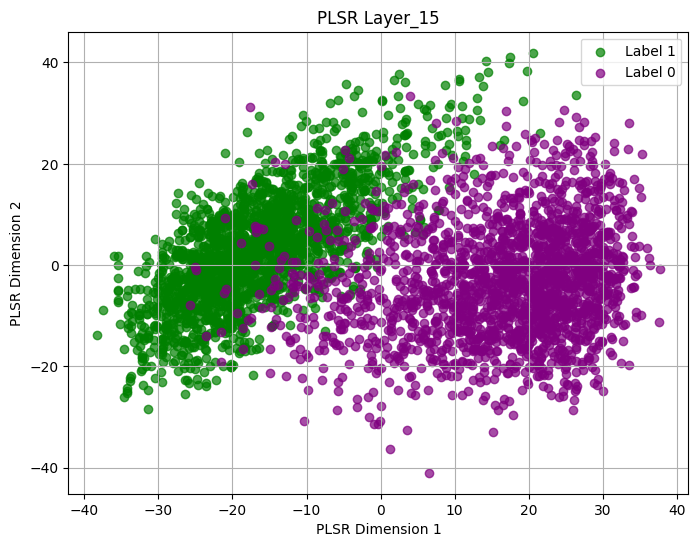 PLSR Layer_15
Label 1
Label 0
40
20
0
−20
−40
PLSR Dimension 2
−40 −30 −20 −10 0 10 20 30 40
PLSR Dimension 1